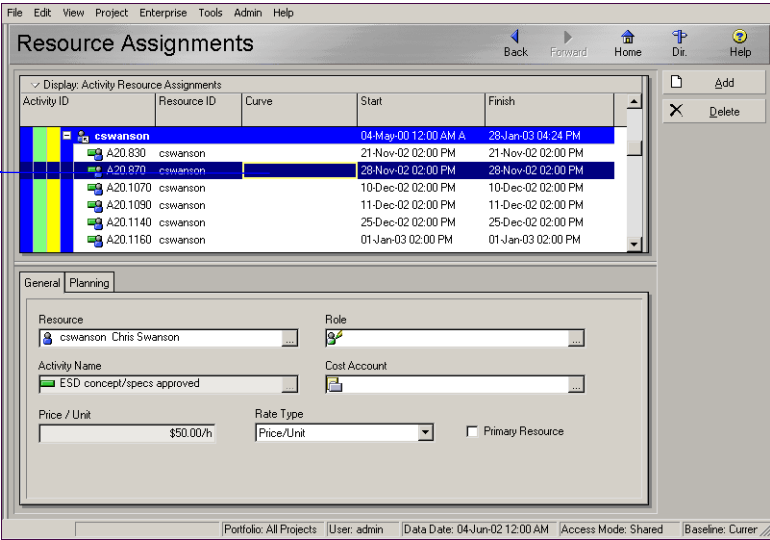 File Edit View Project Enterprise Tools Admin Help
Resource Assignments
Back Forward Home Dir. Help
Display: Activity Resource Assignments
Activity ID Resource ID Curve Start Finish
cswanson 04-May-00 12:00 AM A 28-Jan-03 04:24 PM
A20.830 cswanson 21-Nov-02 02:00 PM 21-Nov-02 02:00 PM
A20.870 cswanson 28-Nov-02 02:00 PM 28-Nov-02 02:00 PM
A20.1070 cswanson 10-Dec-02 02:00 PM 10-Dec-02 02:00 PM
A20.1090 cswanson 11-Dec-02 02:00 PM 11-Dec-02 02:00 PM
A20.1140 cswanson 25-Dec-02 02:00 PM 25-Dec-02 02:00 PM
A20.1160 cswanson 01-Jan-03 02:00 PM 01-Jan-03 02:00 PM
Add
Delete
General Planning
Resource Role
cswanson Chris Swanson ... ...
Activity Name Cost Account
ESD concept/specs approved ... ...
Price / Unit Rate Type
$50.00/h Price/Unit Primary Resource
Portfolio: All Projects User: admin Data Date: 04-Jun-02 12:00 AM Access Mode: Shared Baseline: Currer